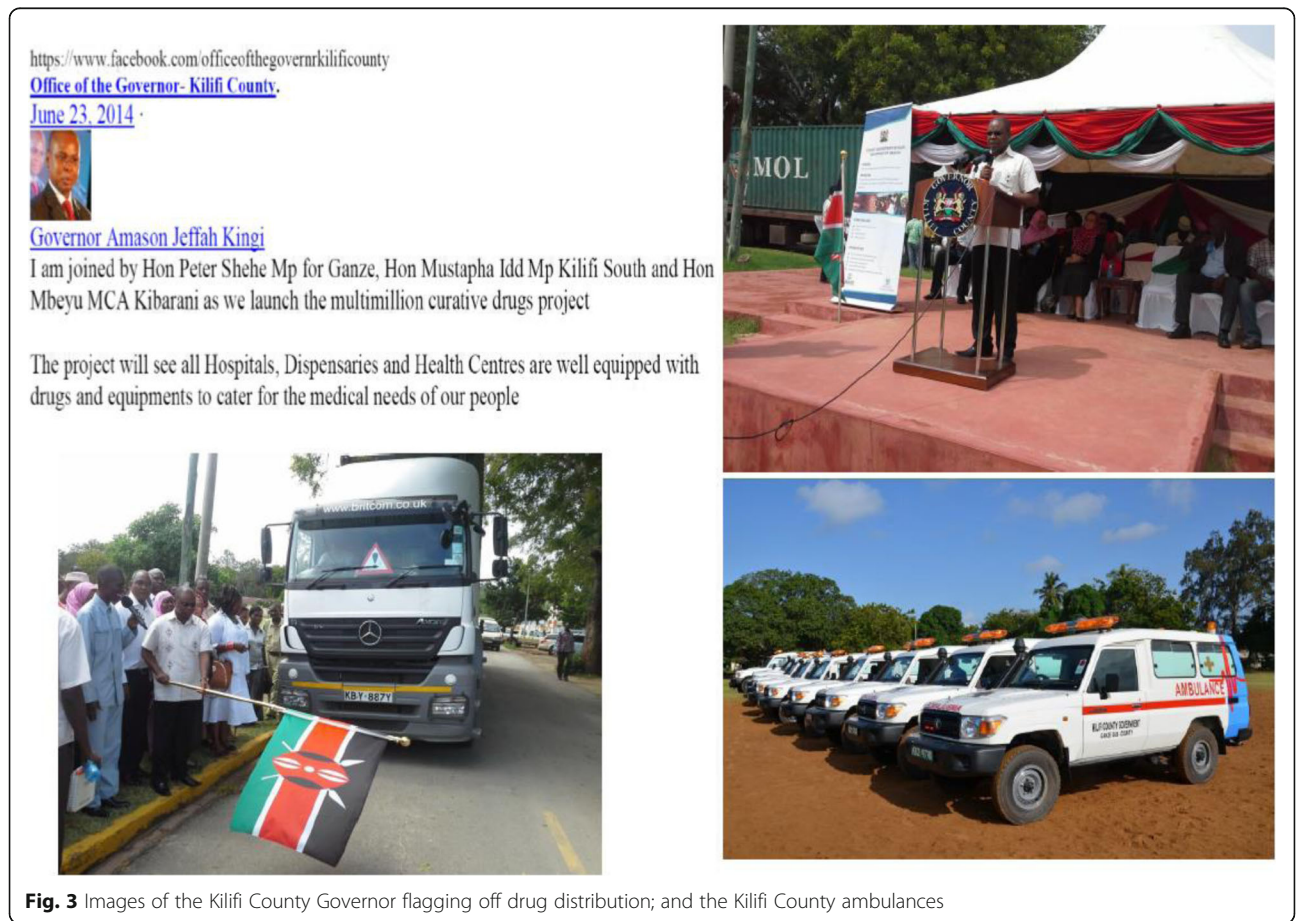 https://www.facebook.com/officeofthegovernrkilificounty
Office of the Governor- Kilifi County.
June 23, 2014 ·
Governor Amason Jeffah Kingi
I am joined by Hon Peter Shehe Mp for Ganze, Hon Mustapha Idd Mp Kilifi South and Hon
Mbeyu MCA Kibarani as we launch the multimillion curative drugs project
The project will see all Hospitals, Dispensaries and Health Centres are well equipped with
drugs and equipments to cater for the medical needs of our people
MOL
GOVERNOR
KILIFI COUNTY
www.Britcom.co.uk
KBY-887Y
AMBULANCE
KILIFI COUNTY GOVERNMENT
Fig. 3 Images of the Kilifi County Governor flagging off drug distribution; and the Kilifi County ambulances